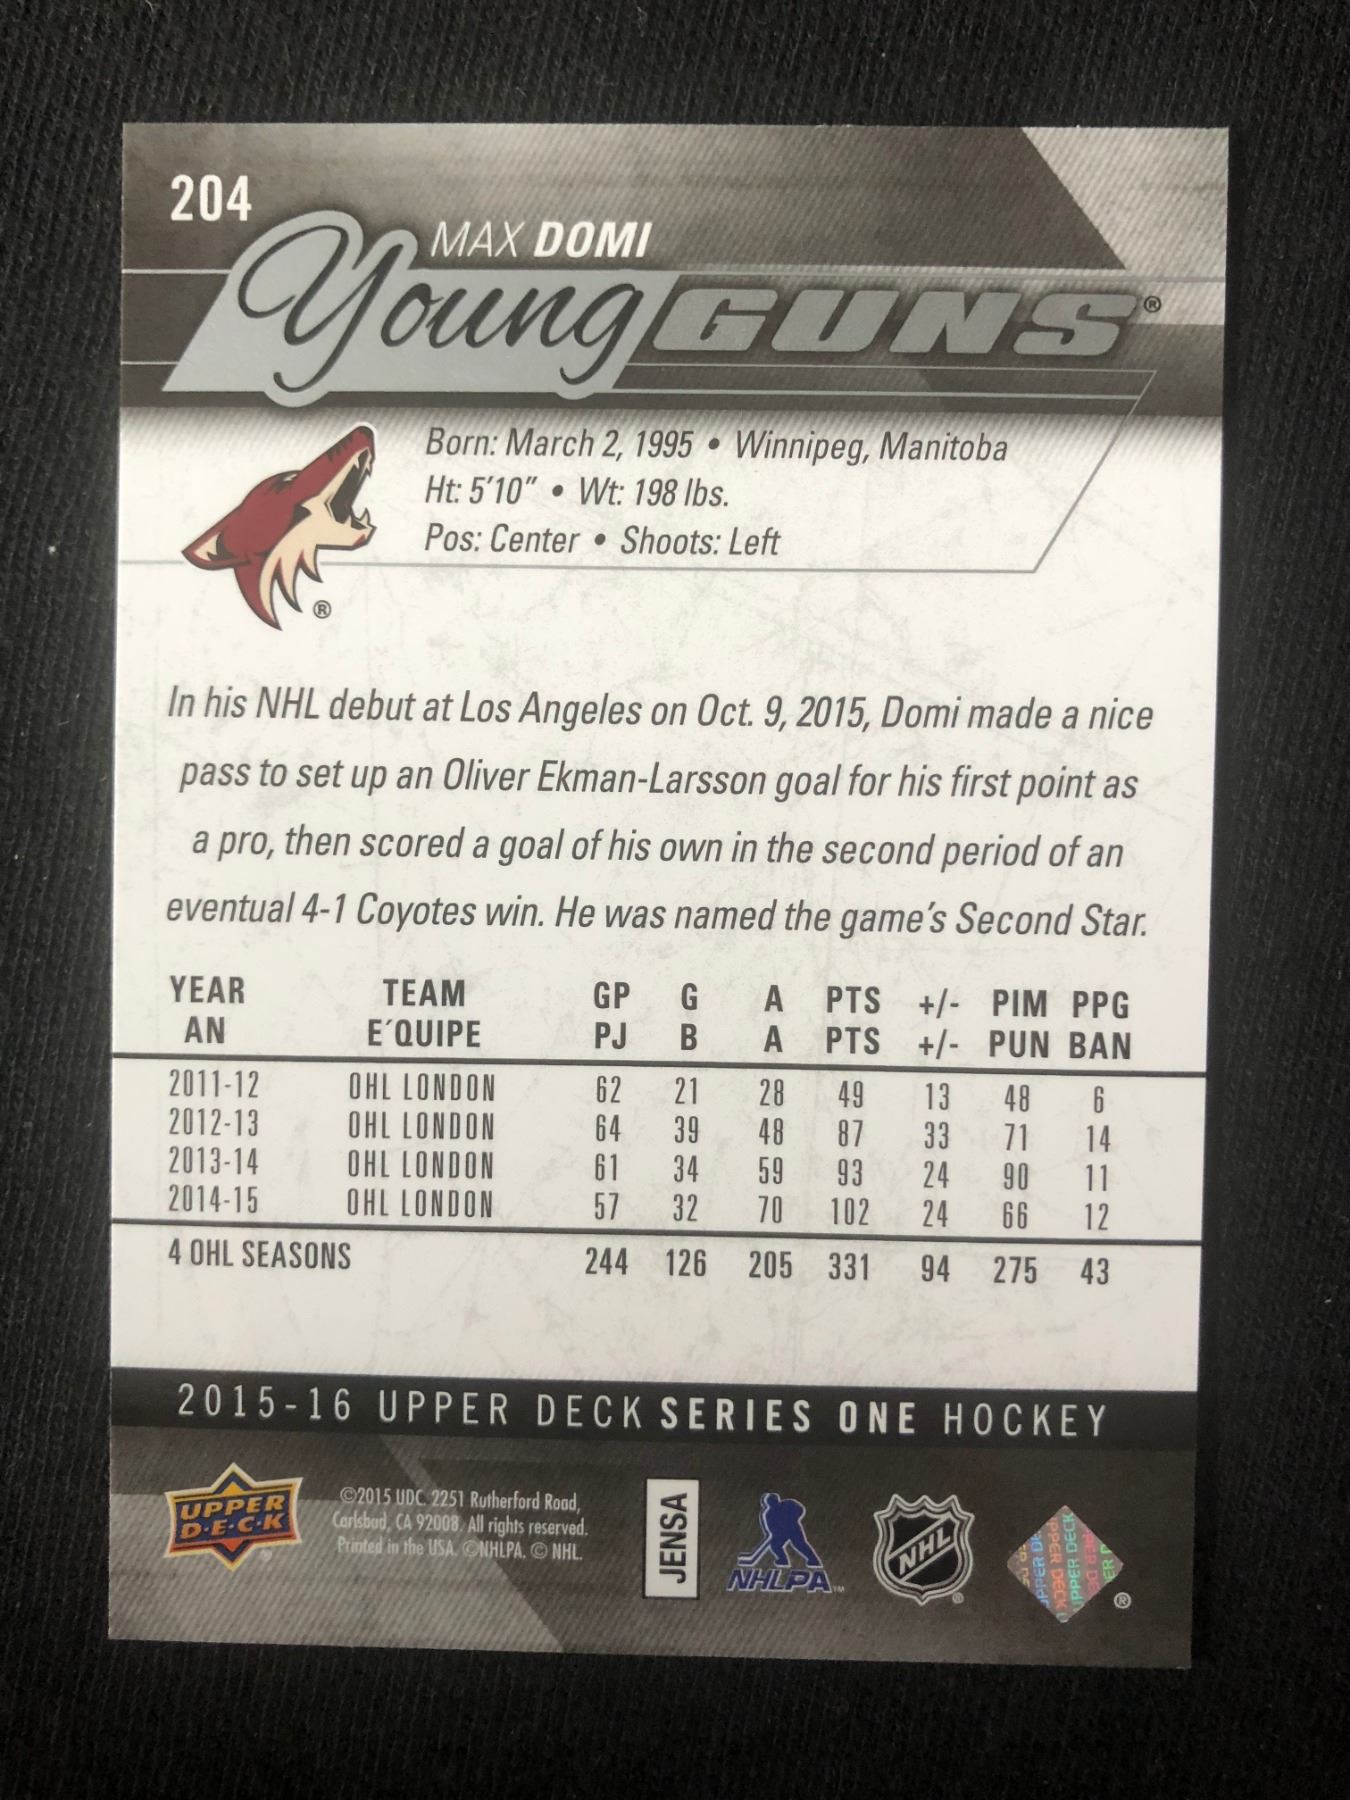 204
MAX DOMI
Young GUNS®
Born: March 2, 1995 • Winnipeg, Manitoba
Ht: 5'10" • Wt: 198 lbs.
Pos: Center • Shoots: Left
®
In his NHL debut at Los Angeles on Oct. 9, 2015, Domi made a nice
pass to set up an Oliver Ekman-Larsson goal for his first point as
a pro, then scored a goal of his own in the second period of an
eventual 4-1 Coyotes win. He was named the game's Second Star.
YEAR TEAM GP G A PTS +/- PIM PPG
AN E´QUIPE PJ B A PTS +/- PUN BAN
2011-12 OHL LONDON 62 21 28 49 13 48 6
2012-13 OHL LONDON 64 39 48 87 33 71 14
2013-14 OHL LONDON 61 34 59 93 24 90 11
2014-15 OHL LONDON 57 32 70 102 24 66 12
4 OHL SEASONS 244 126 205 331 94 275 43
2015-16 UPPER DECK SERIES ONE HOCKEY
UPPER
D·E·C·K
©2015 UDC. 2251 Rutherford Road,
Carlsbad, CA 92008. All rights reserved.
Printed in the USA. ©NHLPA. © NHL.
JENSA
NHLPA™
NHL
®
UPPER DECK
®